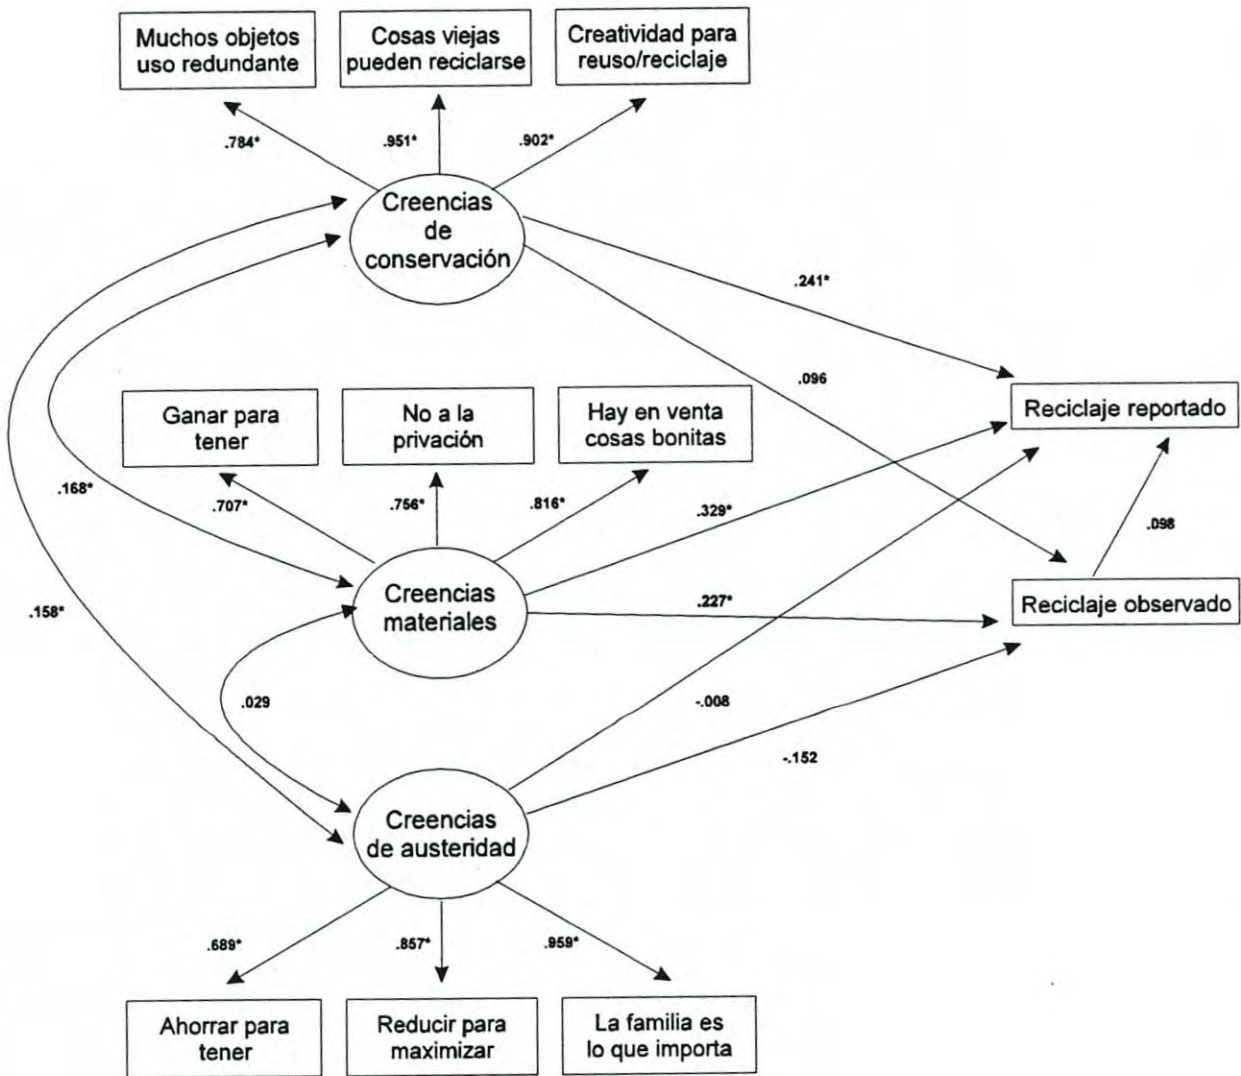 Muchos objetos
uso redundante
Cosas viejas
pueden reciclarse
Creatividad para
reuso/reciclaje
.784*
.951*
.902*
Creencias
de
conservación
.241*
.096
Ganar para
tener
No a la
privación
Hay en venta
cosas bonitas
Reciclaje reportado
.168*
.707*
.756*
.816*
.329*
.098
Creencias
materiales
.227*
Reciclaje observado
.158*
.029
-.008
-.152
Creencias
de austeridad
.689*
.857*
.959*
Ahorrar para
tener
Reducir para
maximizar
La familia es
lo que importa